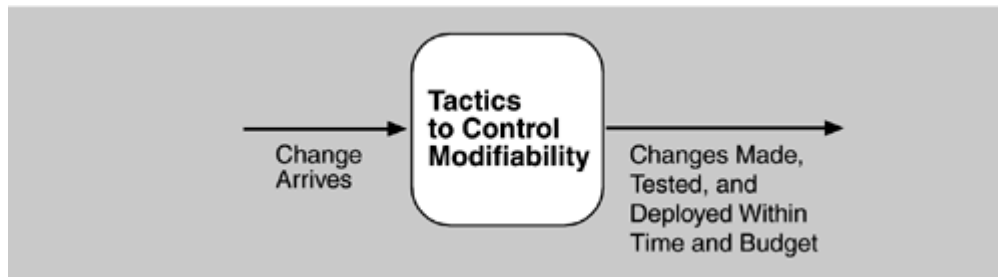 Change
Arrives
Tactics
to Control
Modifiability
Changes Made,
Tested, and
Deployed Within
Time and Budget